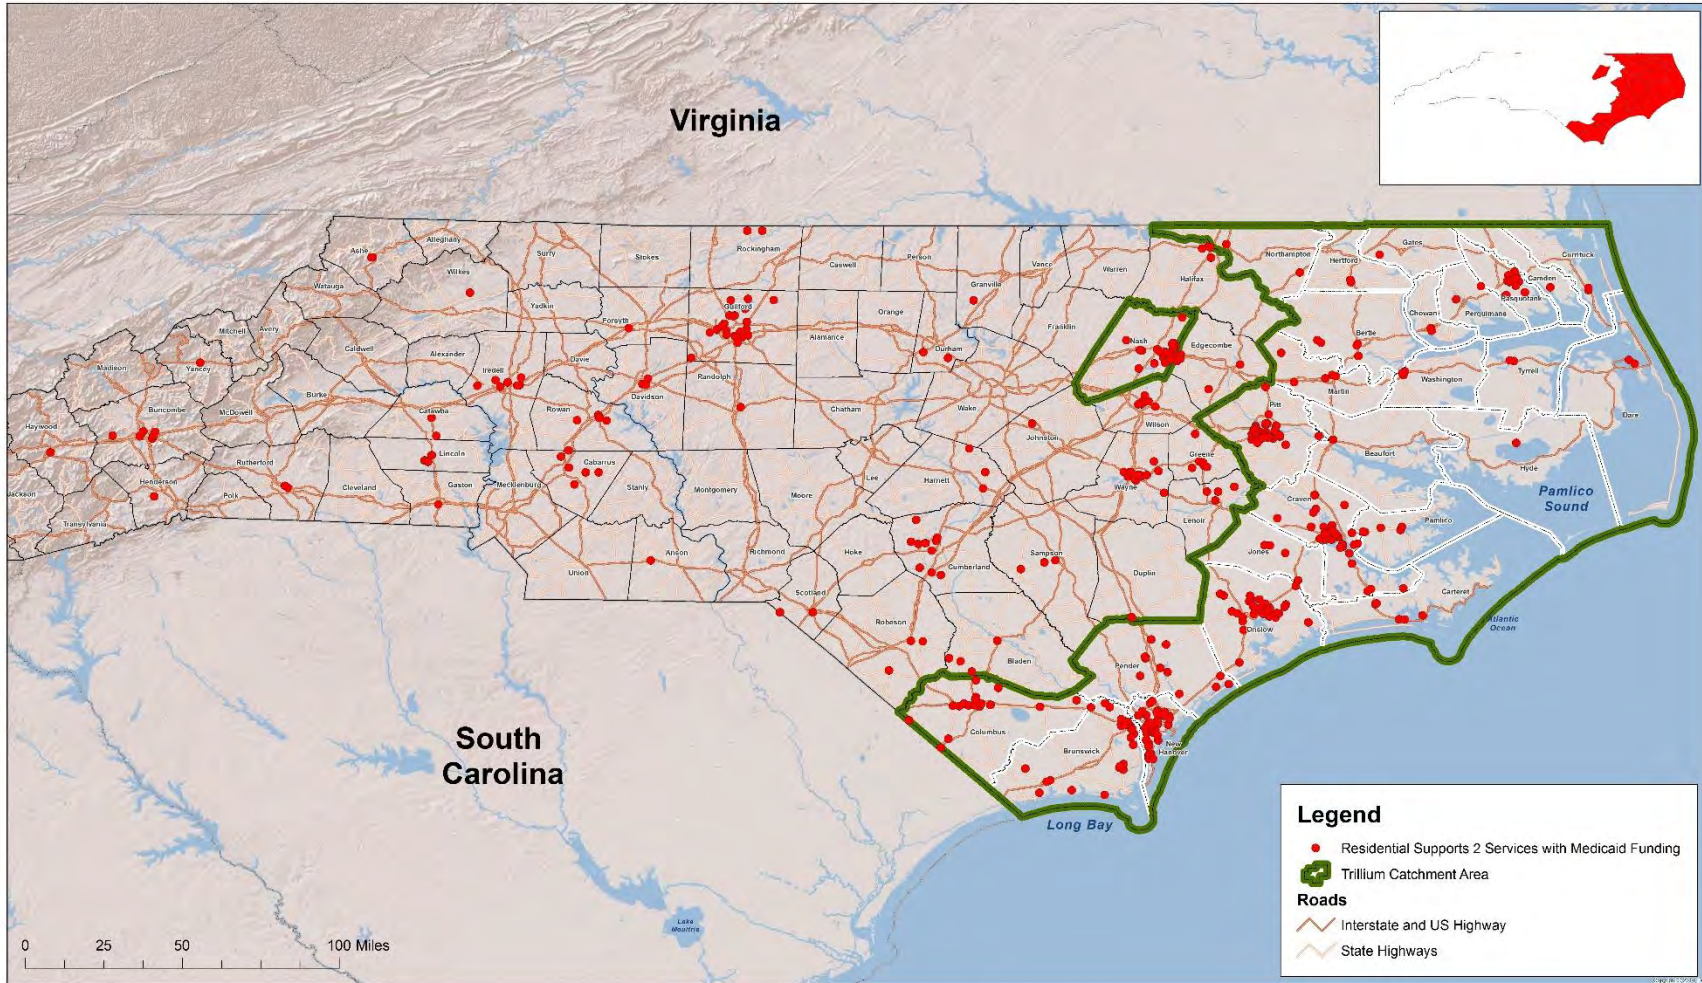 Virginia
Ashe
Alleghany
Surry
Stokes
Rockingham
Caswell
Person
Granville
Vance
Warren
Halifax
Northampton
Hertford
Gates
Currituck
Camden
Pasquotank
Perquimans
Chowan
Bertie
Watauga
Wilkes
Yadkin
Forsyth
Guilford
Alamance
Orange
Durham
Franklin
Nash
Edgecombe
Martin
Washington
Tyrrell
Dare
Mitchell
Avery
Caldwell
Alexander
Iredell
Davie
Davidson
Randolph
Chatham
Wake
Johnston
Wilson
Pitt
Beaufort
Hyde
Madison
Yancey
Buncombe
McDowell
Burke
Catawba
Rowan
Haywood
Jackson
Transylvania
Henderson
Polk
Rutherford
Cleveland
Lincoln
Gaston
Mecklenburg
Cabarrus
Stanly
Montgomery
Moore
Lee
Harnett
Wayne
Greene
Lenoir
Craven
Pamlico
Pamlico
Sound
Union
Anson
Richmond
Hoke
Scotland
Cumberland
Sampson
Duplin
Jones
Carteret
Onslow
Atlantic
Ocean
Robeson
Bladen
Pender
Columbus
Brunswick
New
Hanover
South
Carolina
Long Bay
Lake
Moultrie
Legend
Residential Supports 2 Services with Medicaid Funding
Trillium Catchment Area
Roads
Interstate and US Highway
State Highways
0 25 50 100 Miles